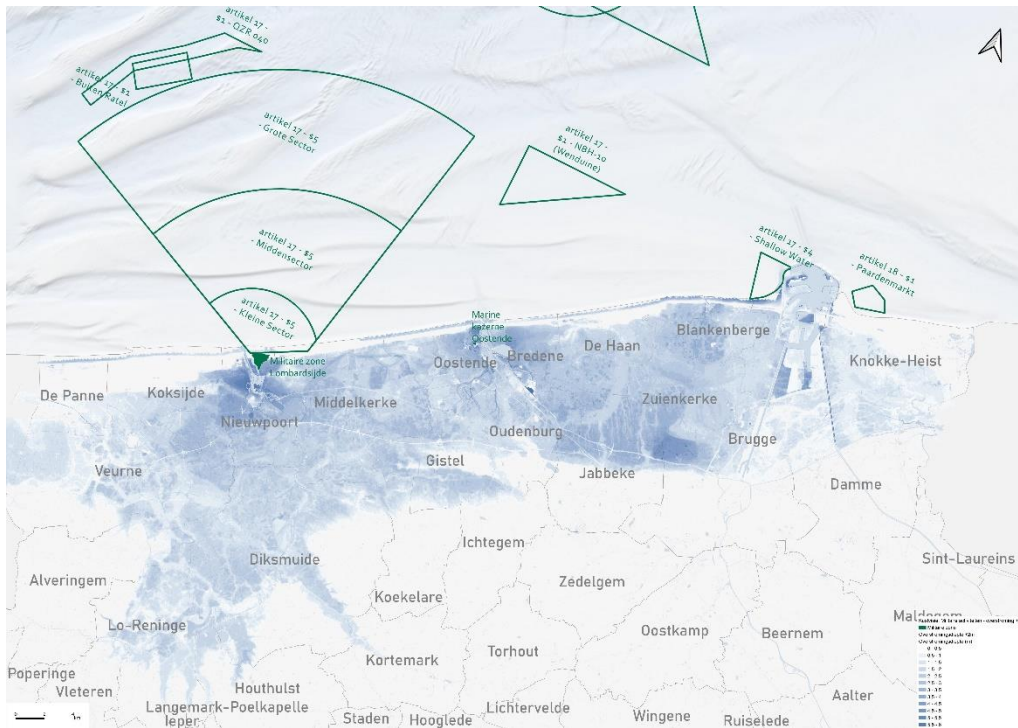 artikel 17 -
$1 - QZR 040
artikel 17 - $1
- Buiten Ratel
artikel 17 - $5
- Grote Sector
artikel 17 -
$1 - NBH-10
(Wenduine)
artikel 17 - $5
- Middensector
artikel 17 - $4
- Shallow Water
artikel 18 - $1
- Paardenmarkt
artikel 17 - $5
- Kleine Sector
Marine
kazerne
Oostende
Militaire zone
Lombardsijde
Blankenberge
De Haan
Bredene
Oostende
Knokke-Heist
De Panne
Koksijde
Middelkerke
Zuienkerke
Nieuwpoort
Oudenburg
Brugge
Veurne
Gistel
Jabbeke
Damme
Ichtegem
Diksmuide
Sint-Laureins
Alveringem
Zedelgem
Koekelare
Lo-Reninge
Maldegem
Oostkamp
Beernem
Torhout
Kortemark
Poperinge
Vleteren
Houthulst
Aalter
Langemark-Poelkapelle
Lichtervelde
Ieper
Staden
Hooglede
Wingene
Ruiselede
Militaire zone